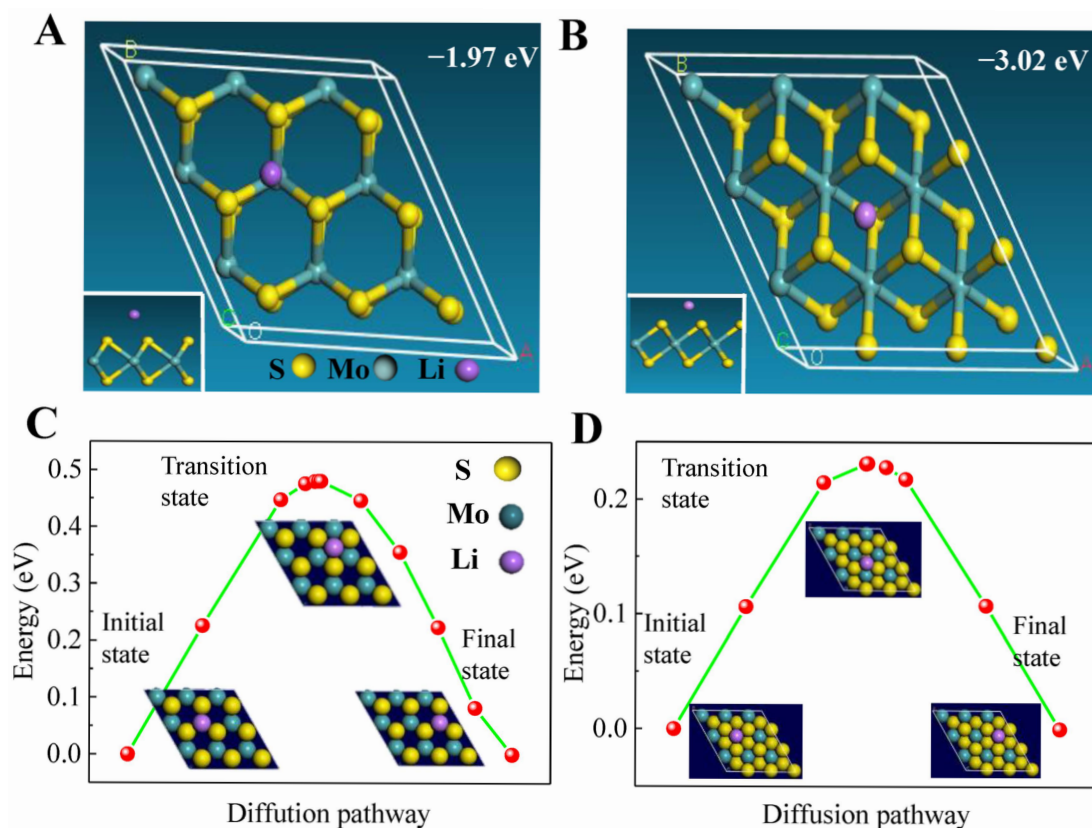 A
B
−1.97 eV
C
O
A
S Mo Li
B
B
−3.02 eV
C
O
A
C
0.5
0.4
0.3
0.2
0.1
0.0
Energy (eV)
Transition
state
S
Mo
Li
Initial
state
Final
state
Diffution pathway
D
0.2
0.1
0.0
Energy (eV)
Transition
state
Initial
state
Final
state
Diffusion pathway